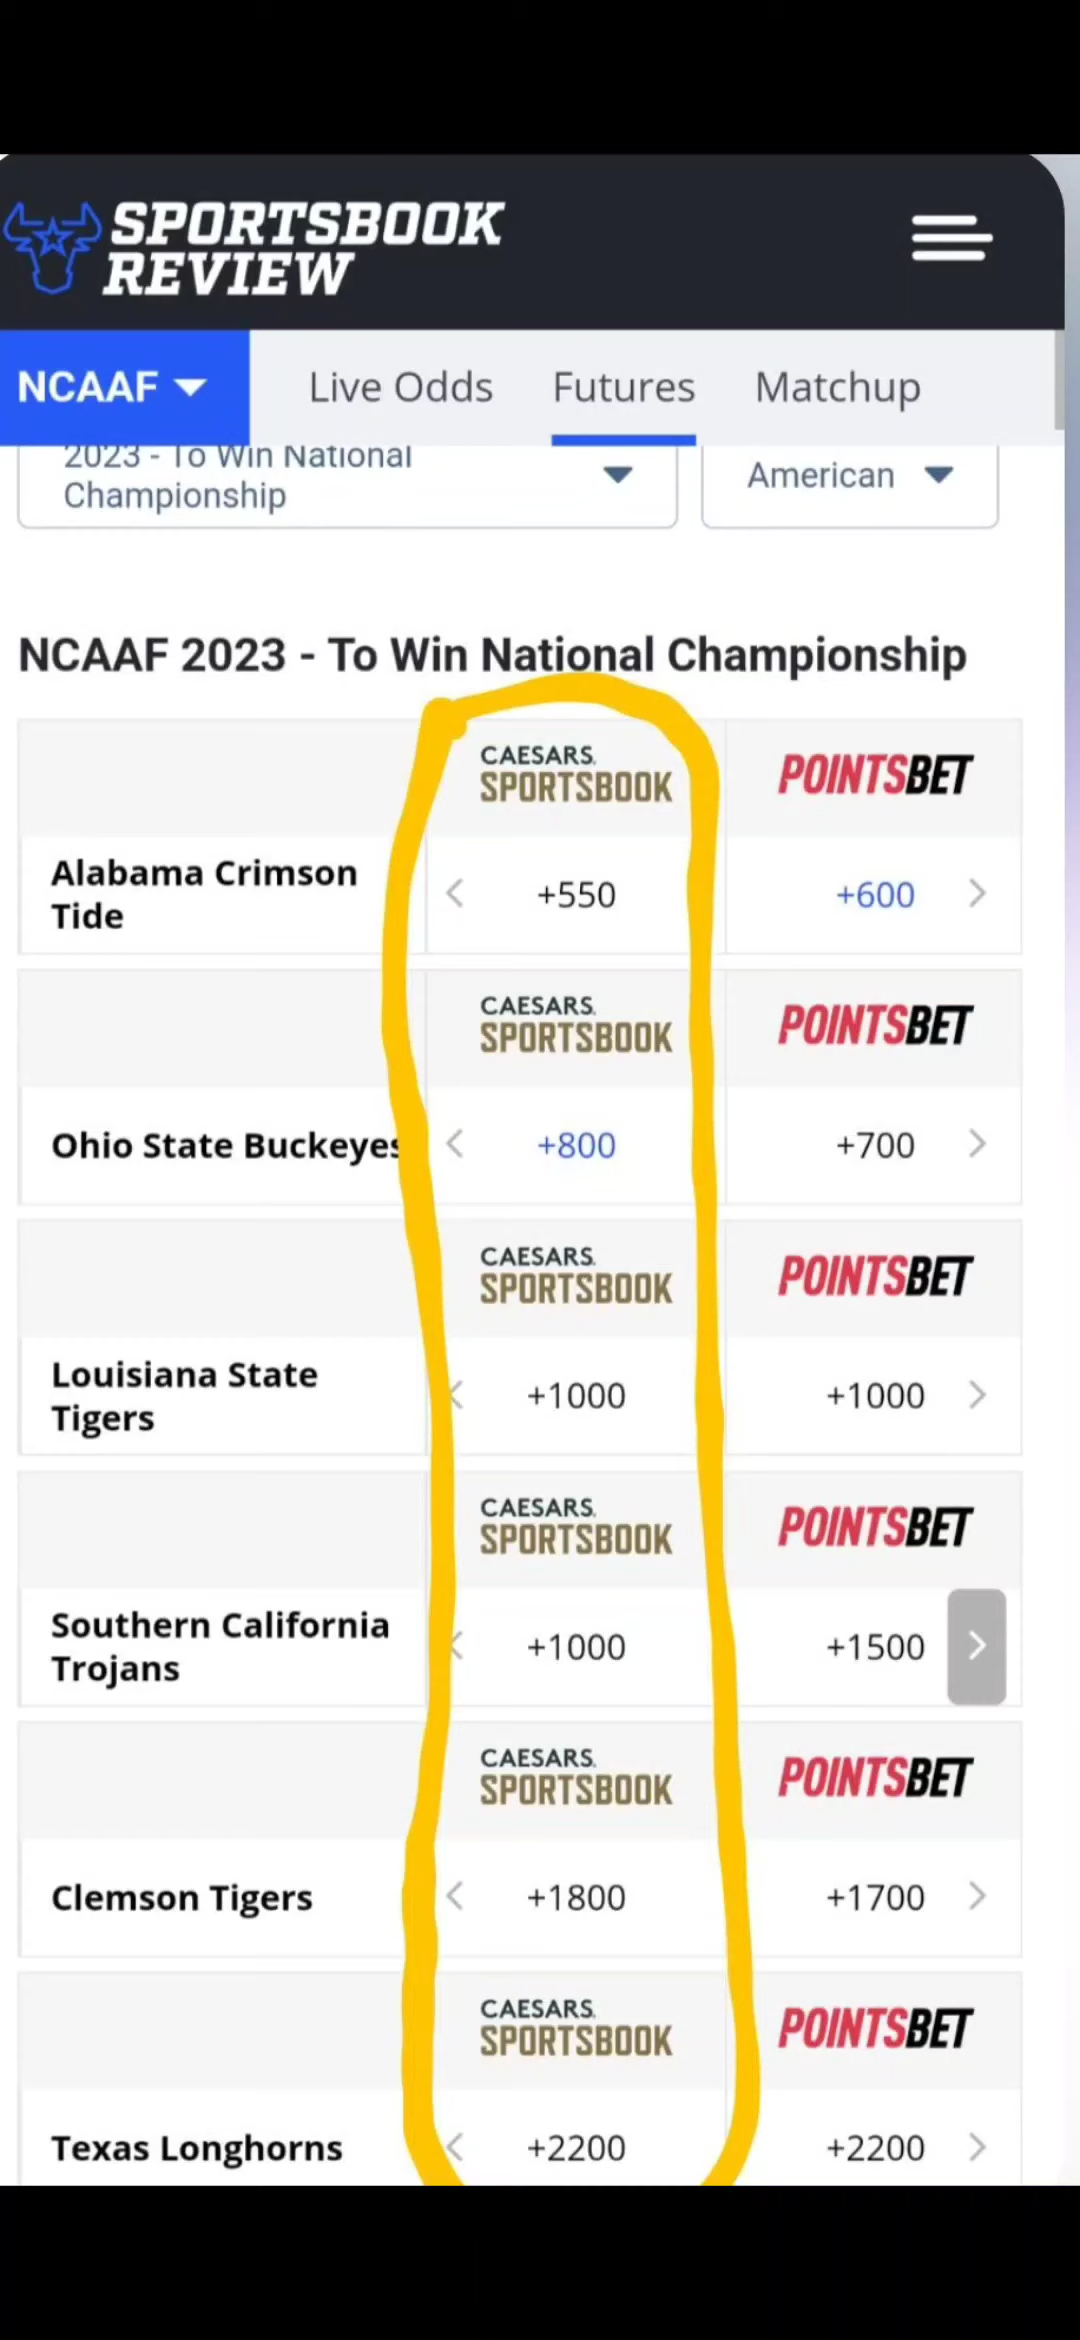 SPORTSBOOK
REVIEW
NCAAF
Live Odds
Futures
Matchup
2023 - To Win National
Championship
American
NCAAF 2023 - To Win National Championship
CAESARS
SPORTSBOOK
POINTSBET
Alabama Crimson
Tide
+550
+600
CAESARS
SPORTSBOOK
POINTSBET
Ohio State Buckeyes
+800
+700
CAESARS
SPORTSBOOK
POINTSBET
Louisiana State
Tigers
+1000
+1000
CAESARS
SPORTSBOOK
POINTSBET
Southern California
Trojans
+1000
+1500
CAESARS
SPORTSBOOK
POINTSBET
Clemson Tigers
+1800
+1700
CAESARS
SPORTSBOOK
POINTSBET
Texas Longhorns
+2200
+2200